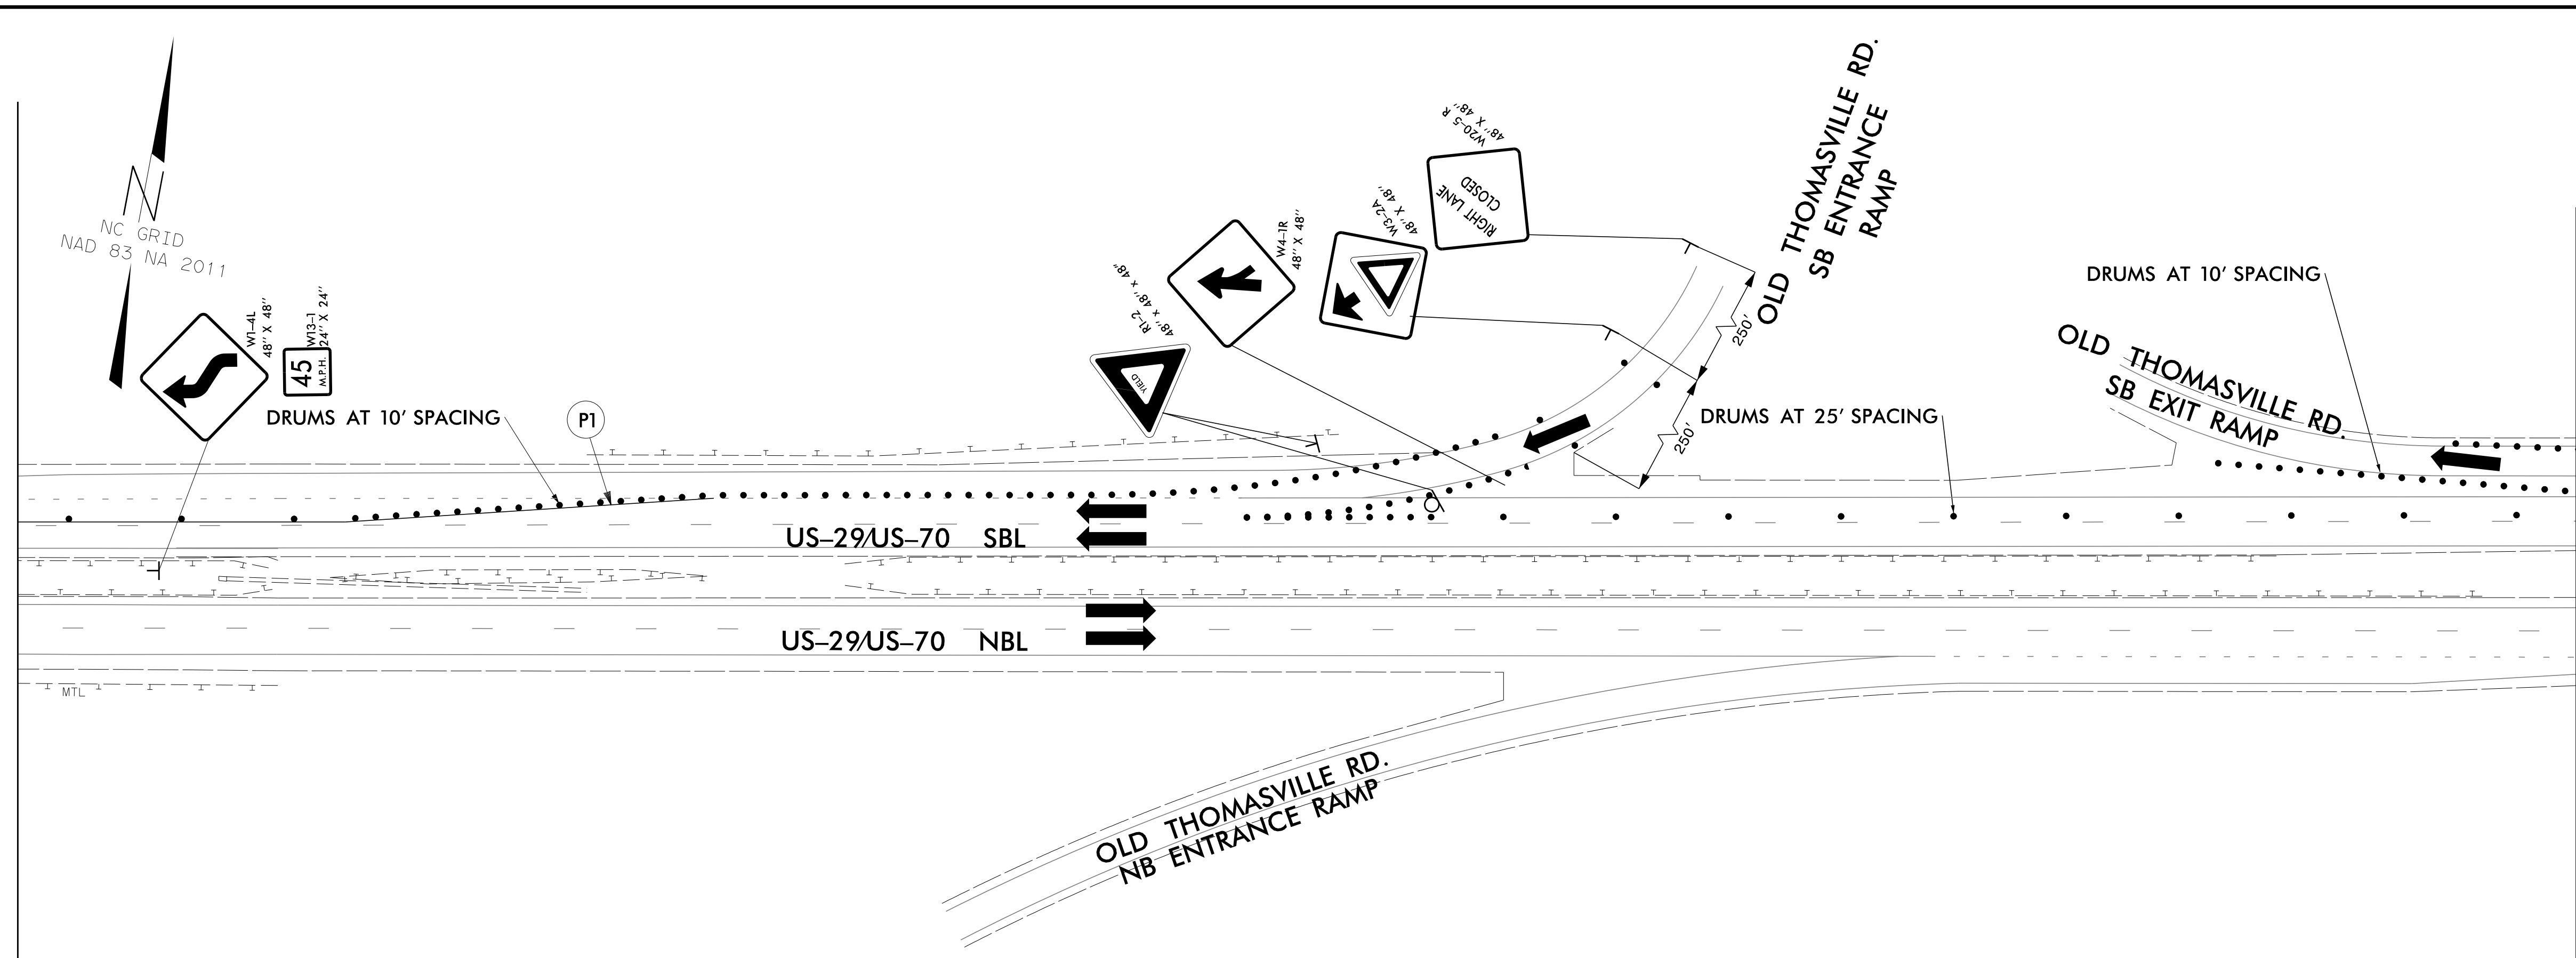 NC GRID
NAD 83 NA 2011
W1-4L
48'' X 48''
45
M.P.H.
W13-1
24'' X 24''
DRUMS AT 10' SPACING
P1
R1-2
48'' x 48''
YIELD
W4-1R
48'' X 48''
W3-2A
48'' X 48''
W20-5 R
48'' X 48''
RIGHT LANE
CLOSED
OLD THOMASVILLE RD.
SB ENTRANCE
RAMP
250'
250'
DRUMS AT 25' SPACING
DRUMS AT 10' SPACING
OLD THOMASVILLE RD.
SB EXIT RAMP
US-29/US-70 SBL
US-29/US-70 NBL
MTL
OLD THOMASVILLE RD.
NB ENTRANCE RAMP